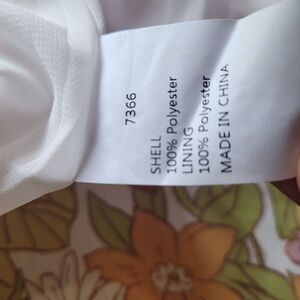 7366
SHELL
100% Polyester
LINING
100% Polyester
MADE IN CHINA